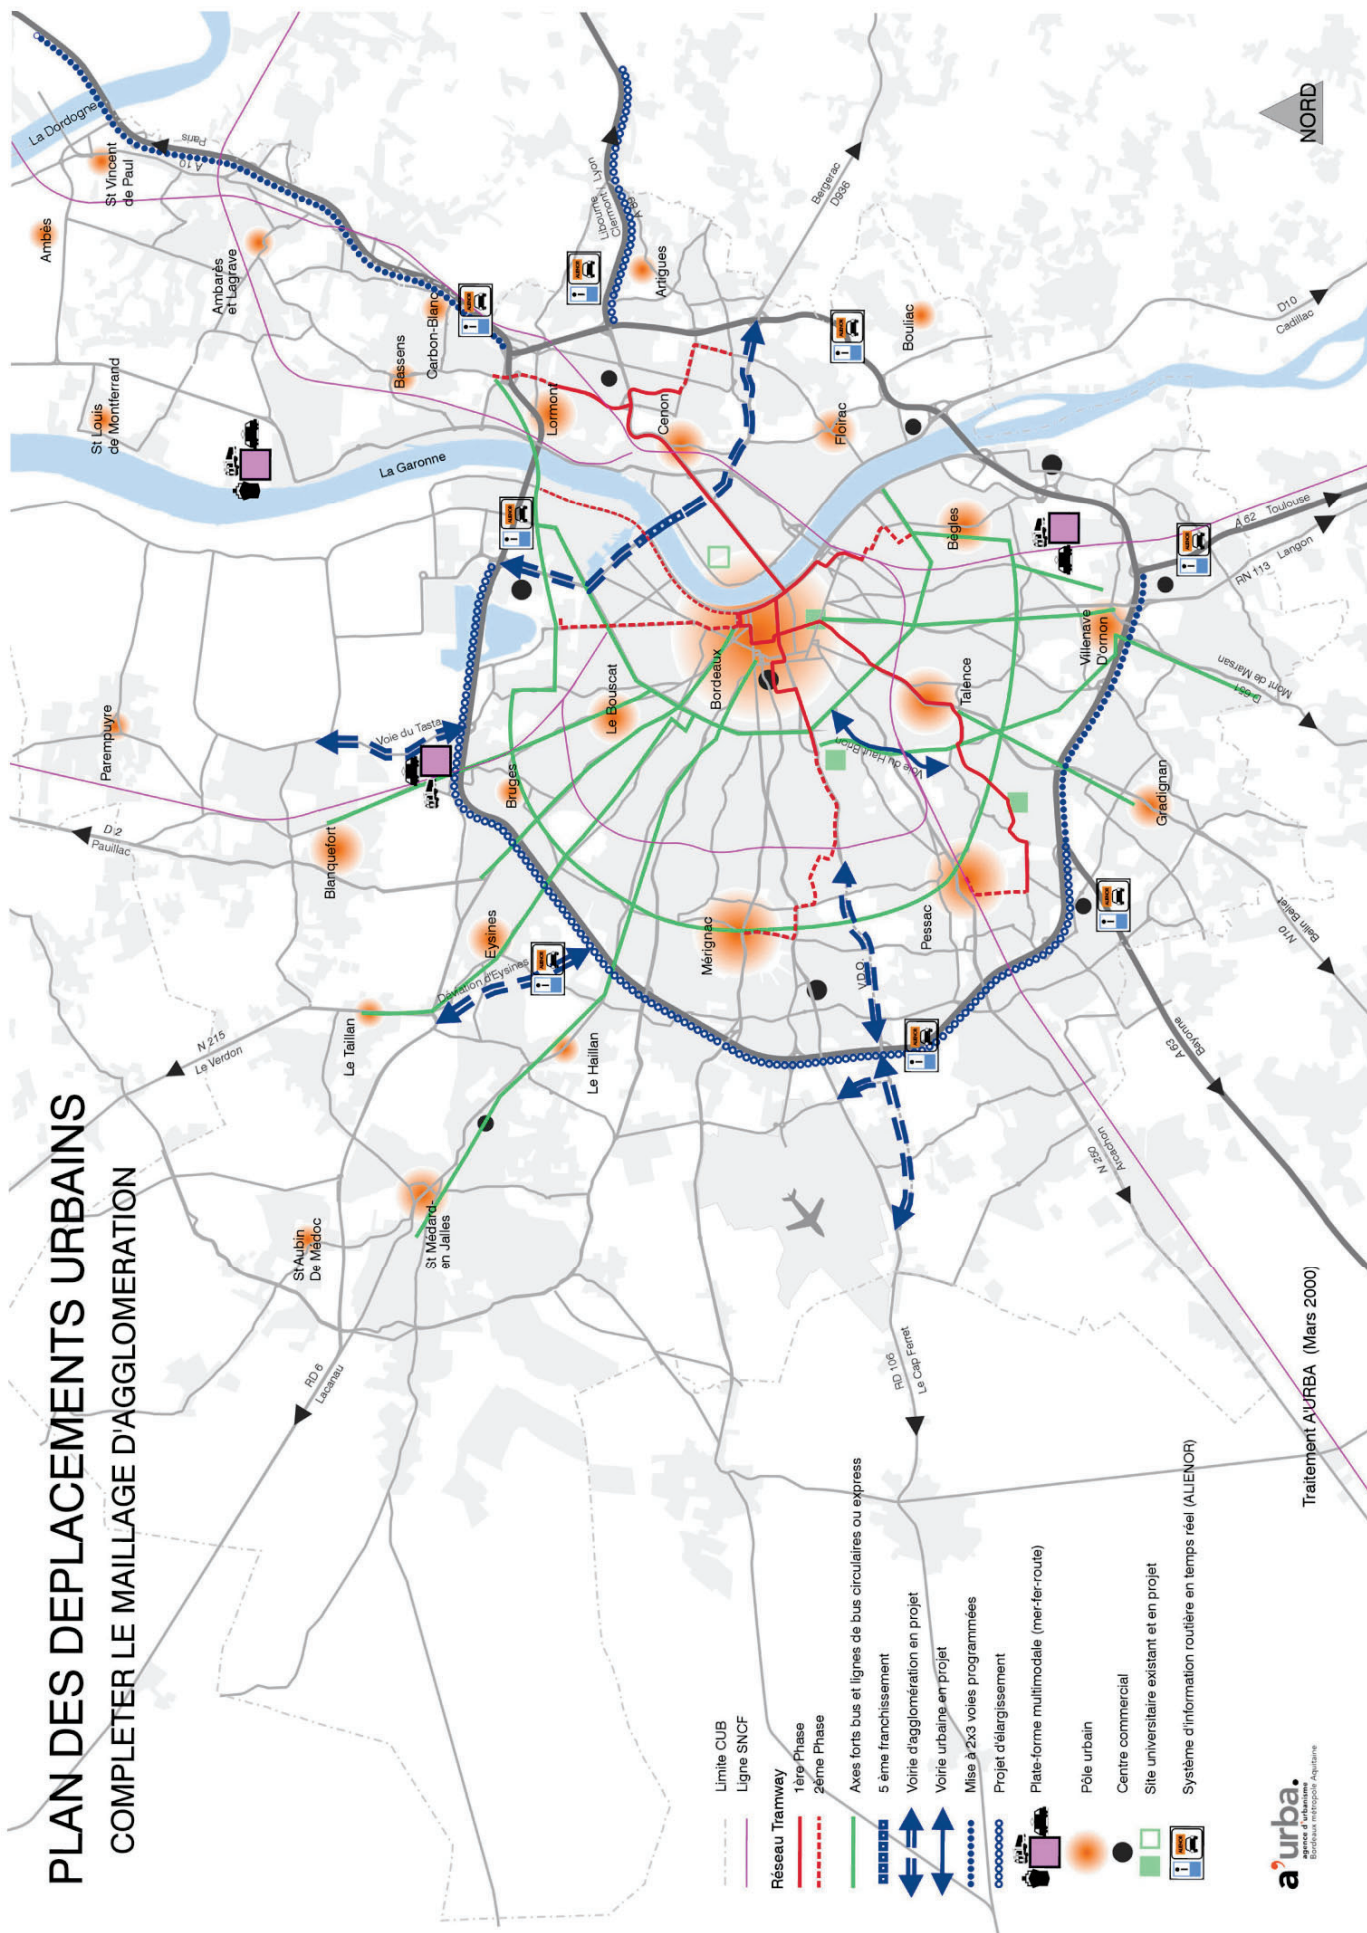 PLAN DES DEPLACEMENTS URBAINS
COMPLETER LE MAILLAGE D'AGGLOMERATION
La Dordogne
Paris
A 10
St Vincent
de Paul
Ambès
Ambarès
et Lagrave
St Louis
de Montferrand
Bassens
Carbon-Blanc
La Garonne
Lormont
Cenon
Libourne
Clermont / Lyon
A 89
Artigues
Bergerac
D936
Bouliac
Floirac
D10
Cadillac
NORD
Parempuyre
Voie du Tasta
D 2
Pauillac
Blanquefort
Bruges
Le Bouscat
Bordeaux
Bègles
A 62 Toulouse
RN 113 Langon
Villenave
D'ornon
Mont de Marsan
D 651
Talence
Voie du Haut-Brion
Gradignan
N10
Belin Beliet
Eysines
Déviation d'Eysines
Mérignac
Pessac
V.D.O.
N 215
Le Verdon
Le Taillan
Le Haillan
A 63
Bayonne
N 250
Arcachon
St Aubin
De Médoc
St Médard-
en Jalles
RD 6
Lacanau
RD 106
Le Cap Ferret
Limite CUB
Ligne SNCF
Réseau Tramway
1ère Phase
2ème Phase
Axes forts bus et lignes de bus circulaires ou express
5 ème franchissement
Voirie d'agglomération en projet
Voirie urbaine en projet
Mise à 2x3 voies programmées
Projet d'élargissement
Plate-forme multimodale (mer-fer-route)
Pôle urbain
Centre commercial
Site universitaire existant et en projet
Système d'information routière en temps réel (ALIENOR)
Traitement A'URBA (Mars 2000)
a'urba.
agence d'urbanisme
Bordeaux métropole Aquitaine